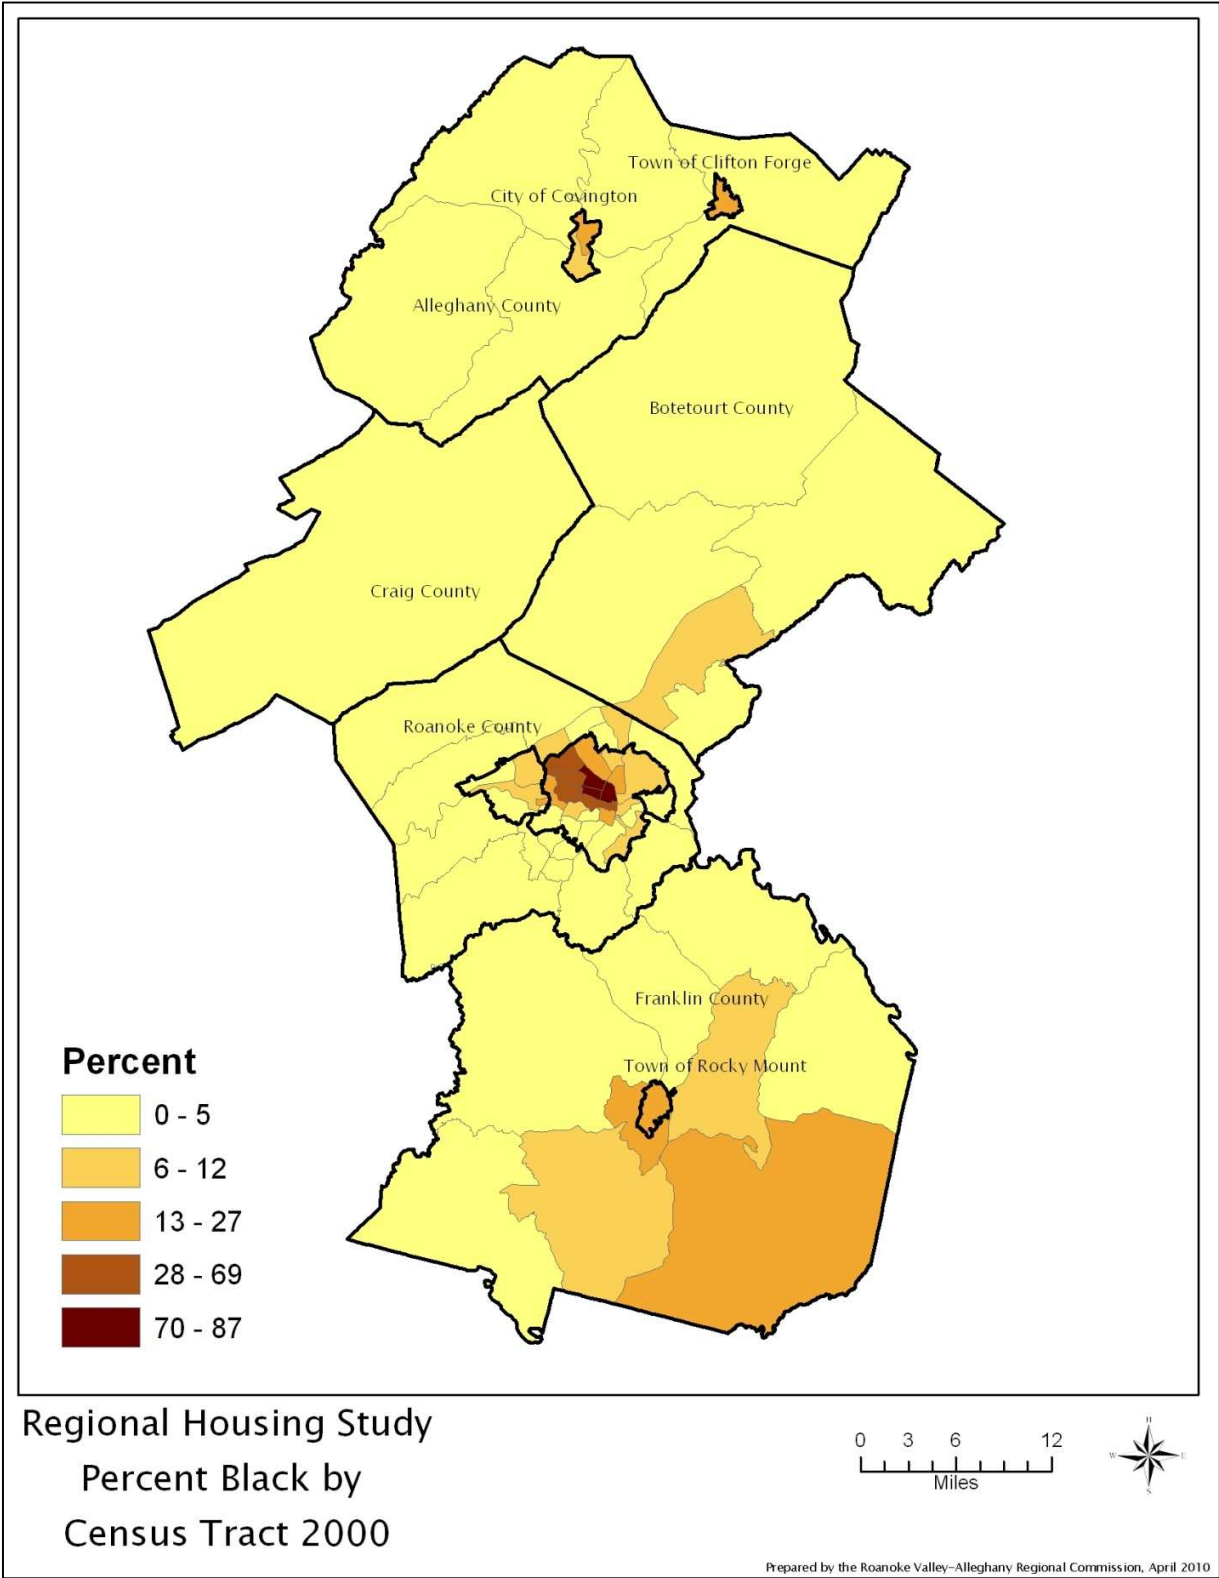 Town of Clifton Forge
City of Covington
Alleghany County
Botetourt County
Craig County
Roanoke County
Franklin County
Town of Rocky Mount
Percent
0 - 5
6 - 12
13 - 27
28 - 69
70 - 87
Regional Housing Study
Percent Black by
Census Tract 2000
0 3 6 12
Miles
N
W E
S
Prepared by the Roanoke Valley-Alleghany Regional Commission, April 2010